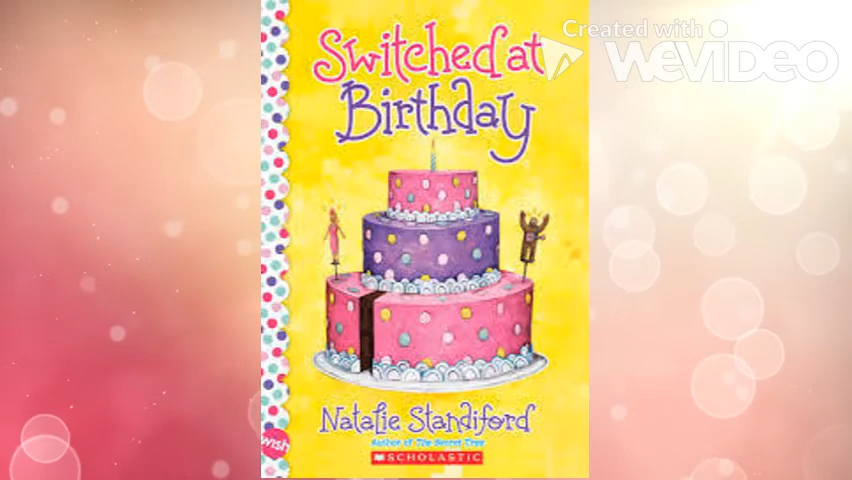 Created with
WEVIDEO
Switched at
Birthday
Natalie Standiford
Author of The Secret Tree
SCHOLASTIC
wish